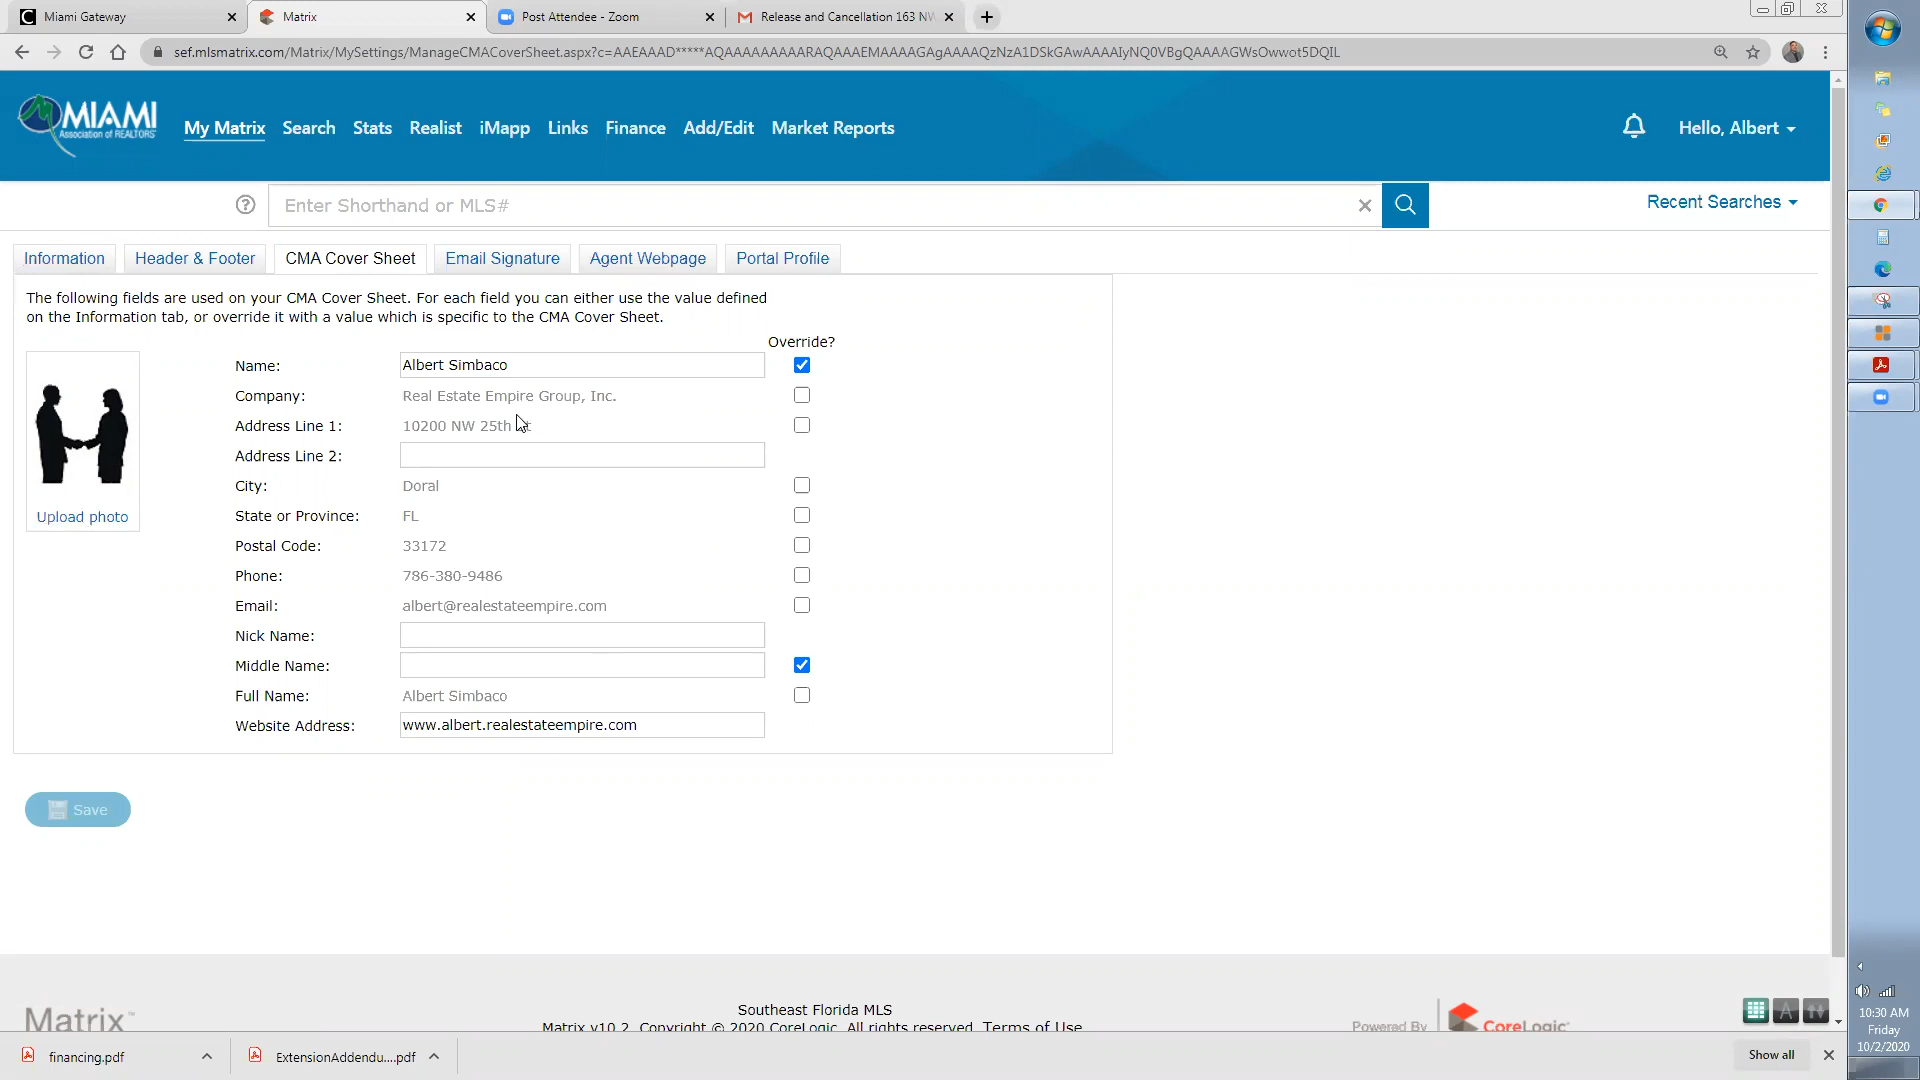 Miami Gateway
Matrix
Post Attendee - Zoom
Release and Cancellation 163 NW
sef.mlsmatrix.com/Matrix/MySettings/ManageCMACoverSheet.aspx?c=AAEAAAD*****AQAAAAAAAAARAQAAAEMAAAAGAgAAAAQzNzA1DSkGAwAAAAIyNQ0VBgQAAAAGWsOwwot5DQIL
MIAMI
Association of REALTORS®
My Matrix Search Stats Realist iMapp Links Finance Add/Edit Market Reports
Hello, Albert
Enter Shorthand or MLS#
Recent Searches
Information Header & Footer CMA Cover Sheet Email Signature Agent Webpage Portal Profile
The following fields are used on your CMA Cover Sheet. For each field you can either use the value defined
on the Information tab, or override it with a value which is specific to the CMA Cover Sheet.
Override?
Upload photo
Name: Albert Simbaco
Company: Real Estate Empire Group, Inc.
Address Line 1: 10200 NW 25th
Address Line 2:
City: Doral
State or Province: FL
Postal Code: 33172
Phone: 786-380-9486
Email: albert@realestateempire.com
Nick Name:
Middle Name:
Full Name: Albert Simbaco
Website Address: www.albert.realestateempire.com
Save
Matrix™
Southeast Florida MLS
Matrix v10.2. Copyright © 2020 CoreLogic. All rights reserved. Terms of Use
Powered By
CoreLogic
financing.pdf
ExtensionAddendu....pdf
Show all
10:30 AM
Friday
10/2/2020